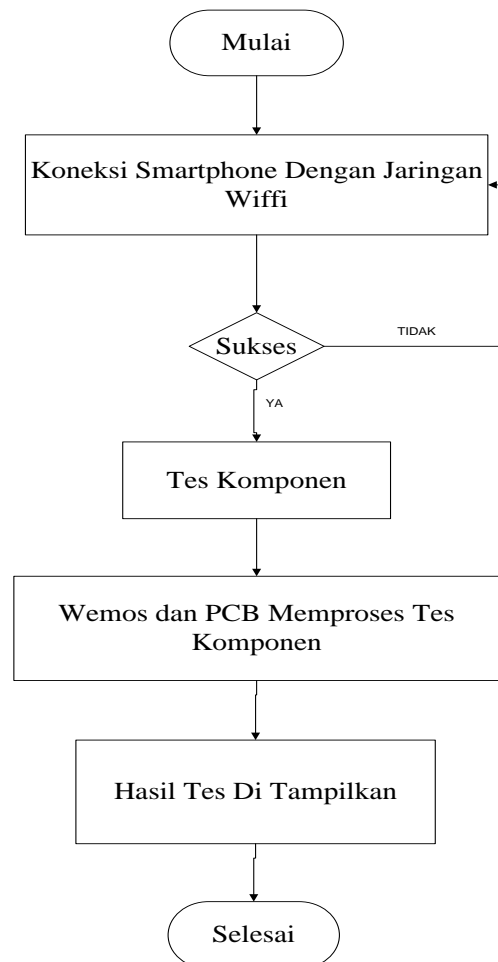 Mulai
Koneksi Smartphone Dengan Jaringan
Wiffi
Sukses
TIDAK
YA
Tes Komponen
Wemos dan PCB Memproses Tes
Komponen
Hasil Tes Di Tampilkan
Selesai